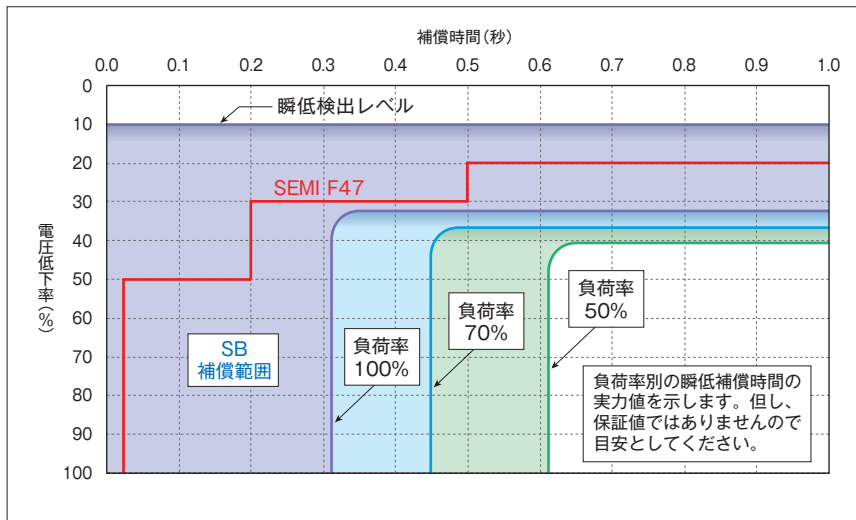 補償時間（秒）
0.0 0.1 0.2 0.3 0.4 0.5 0.6 0.7 0.8 0.9 1.0
電圧低下率（%）
0
10
20
30
40
50
60
70
80
90
100
瞬低検出レベル
SEMI F47
SB
補償範囲
負荷率
100%
負荷率
70%
負荷率
50%
負荷率別の瞬低補償時間の
実力値を示します。但し、
保証値ではありませんので
目安としてください。